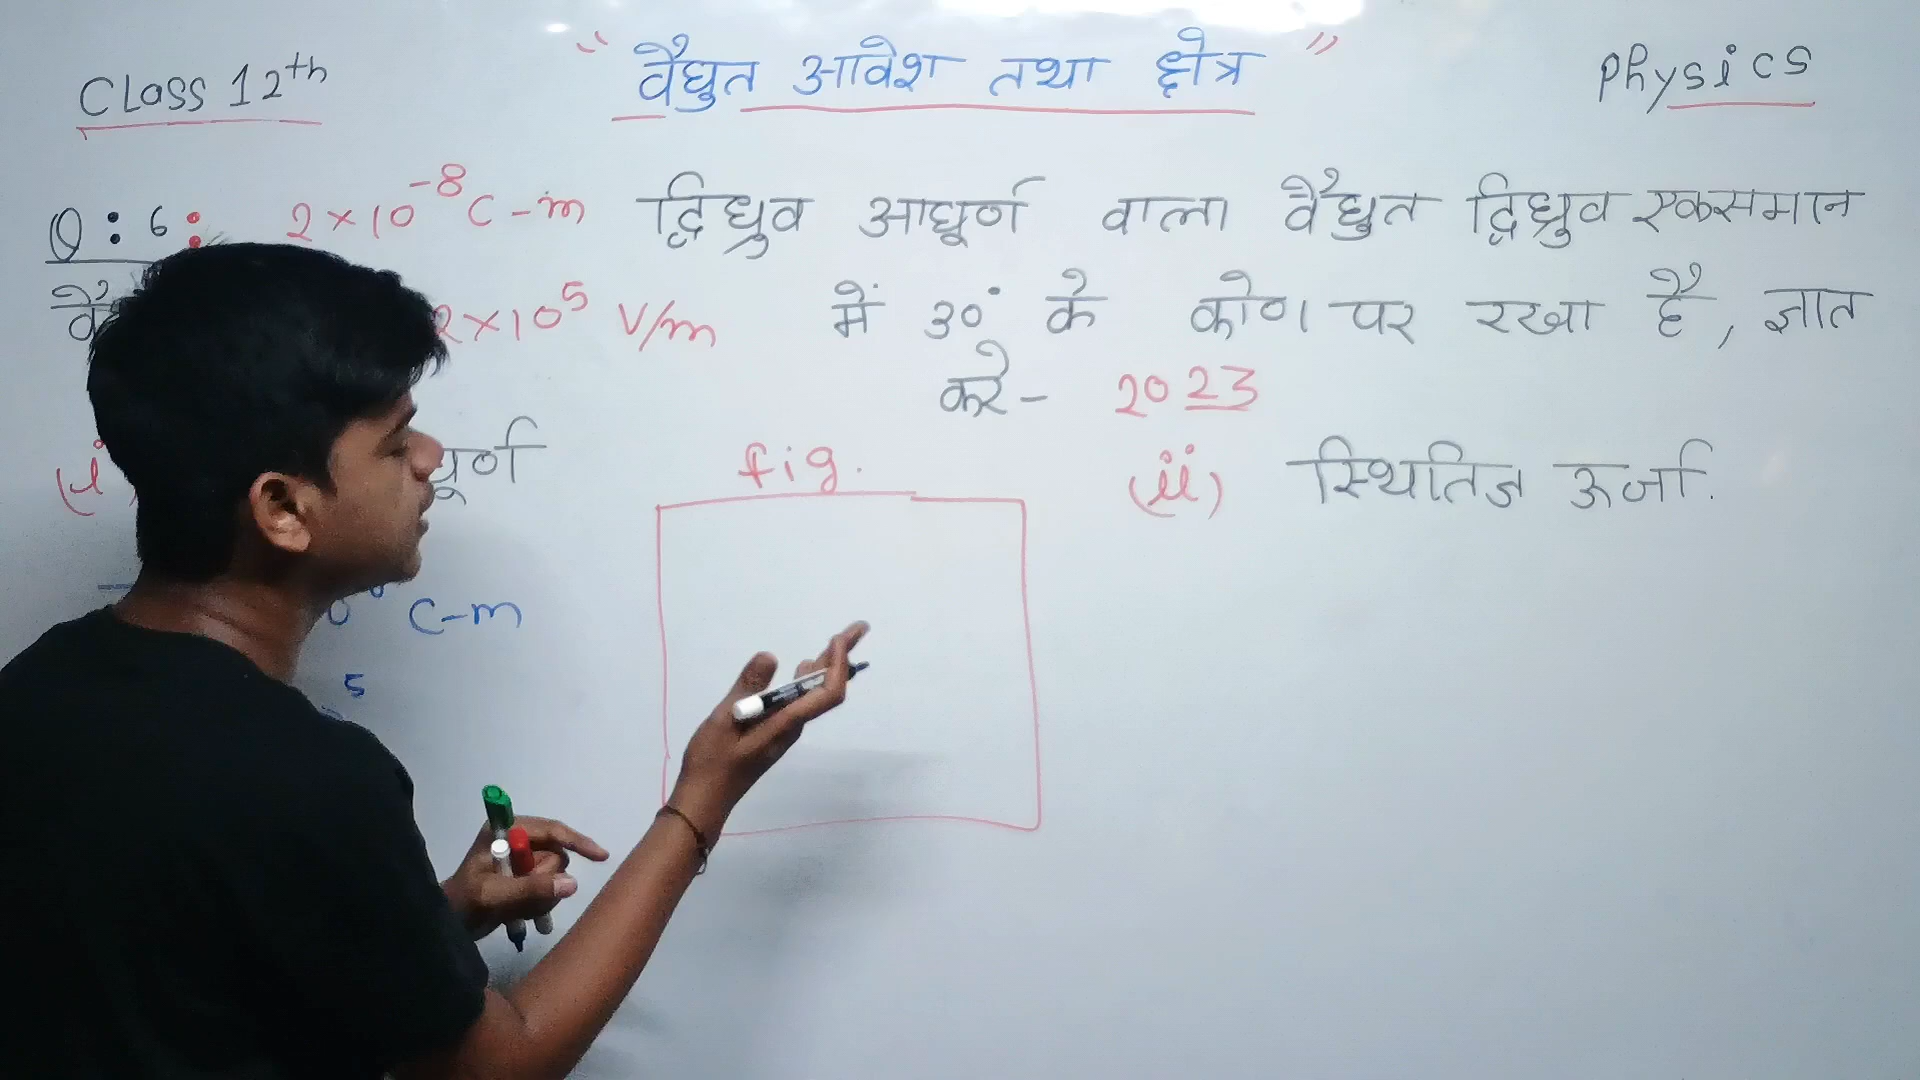 Class 12th
" वैद्युत आवेश तथा क्षेत्र "
Physics
Q : 6 : 2×10⁻⁸ C-m द्विध्रुव आघूर्ण वाला वैद्युत द्विध्रुव एकसमान
2×10⁵ V/m में 30° के कोण पर रखा है, ज्ञात
करे - 2023
(i
fig.
(ii) स्थितिज ऊर्जा.
C-m
5